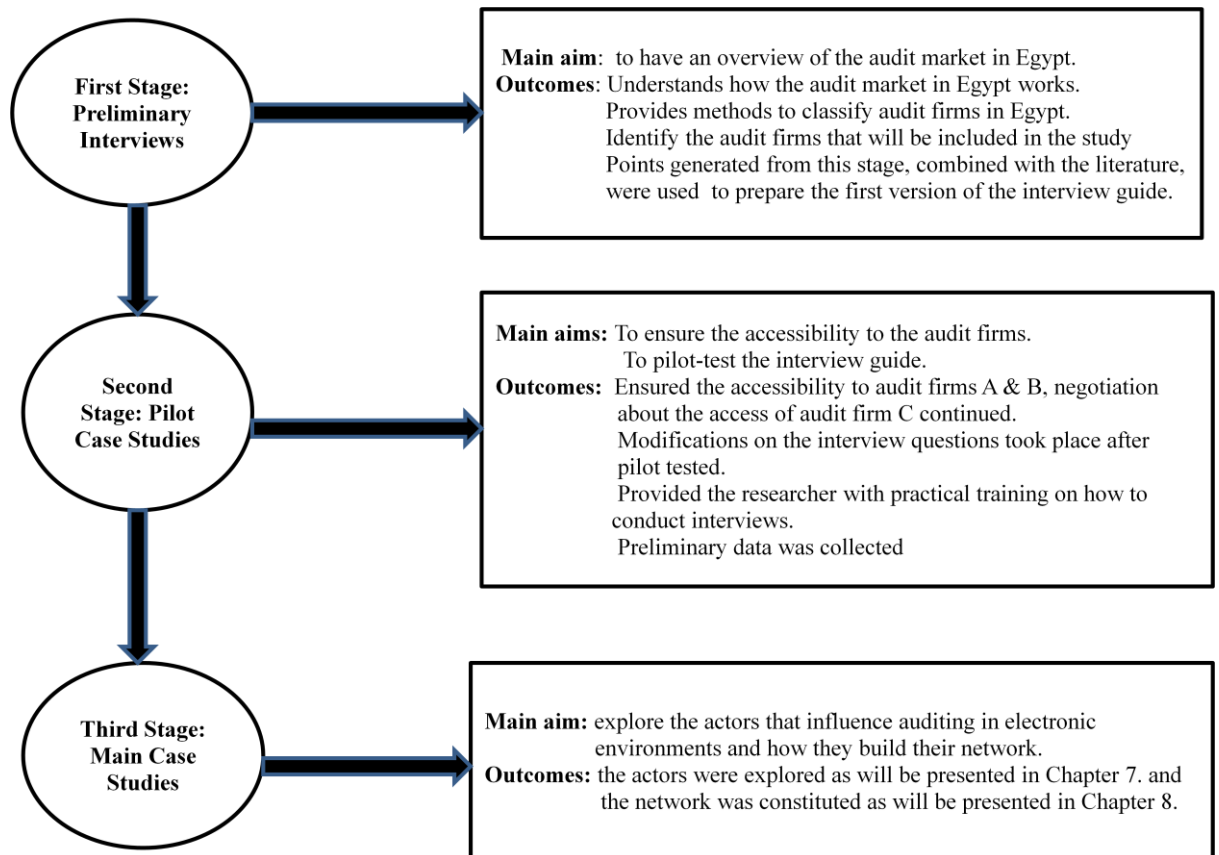 First Stage:
Preliminary
Interviews
Main aim: to have an overview of the audit market in Egypt.
Outcomes: Understands how the audit market in Egypt works.
Provides methods to classify audit firms in Egypt.
Identify the audit firms that will be included in the study
Points generated from this stage, combined with the literature,
were used to prepare the first version of the interview guide.
Second
Stage: Pilot
Case Studies
Main aims: To ensure the accessibility to the audit firms.
To pilot-test the interview guide.
Outcomes: Ensured the accessibility to audit firms A & B, negotiation
about the access of audit firm C continued.
Modifications on the interview questions took place after
pilot tested.
Provided the researcher with practical training on how to
conduct interviews.
Preliminary data was collected
Third Stage:
Main Case
Studies
Main aim: explore the actors that influence auditing in electronic
environments and how they build their network.
Outcomes: the actors were explored as will be presented in Chapter 7. and
the network was constituted as will be presented in Chapter 8.